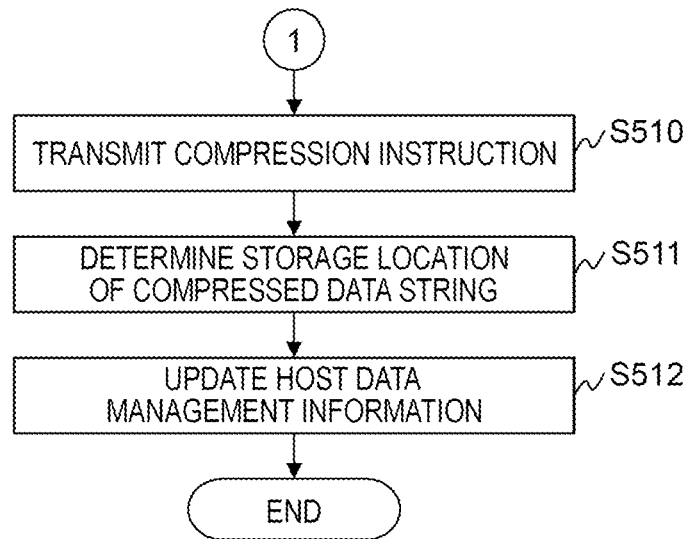 1
TRANSMIT COMPRESSION INSTRUCTION
S510
DETERMINE STORAGE LOCATION
OF COMPRESSED DATA STRING
S511
UPDATE HOST DATA
MANAGEMENT INFORMATION
S512
END